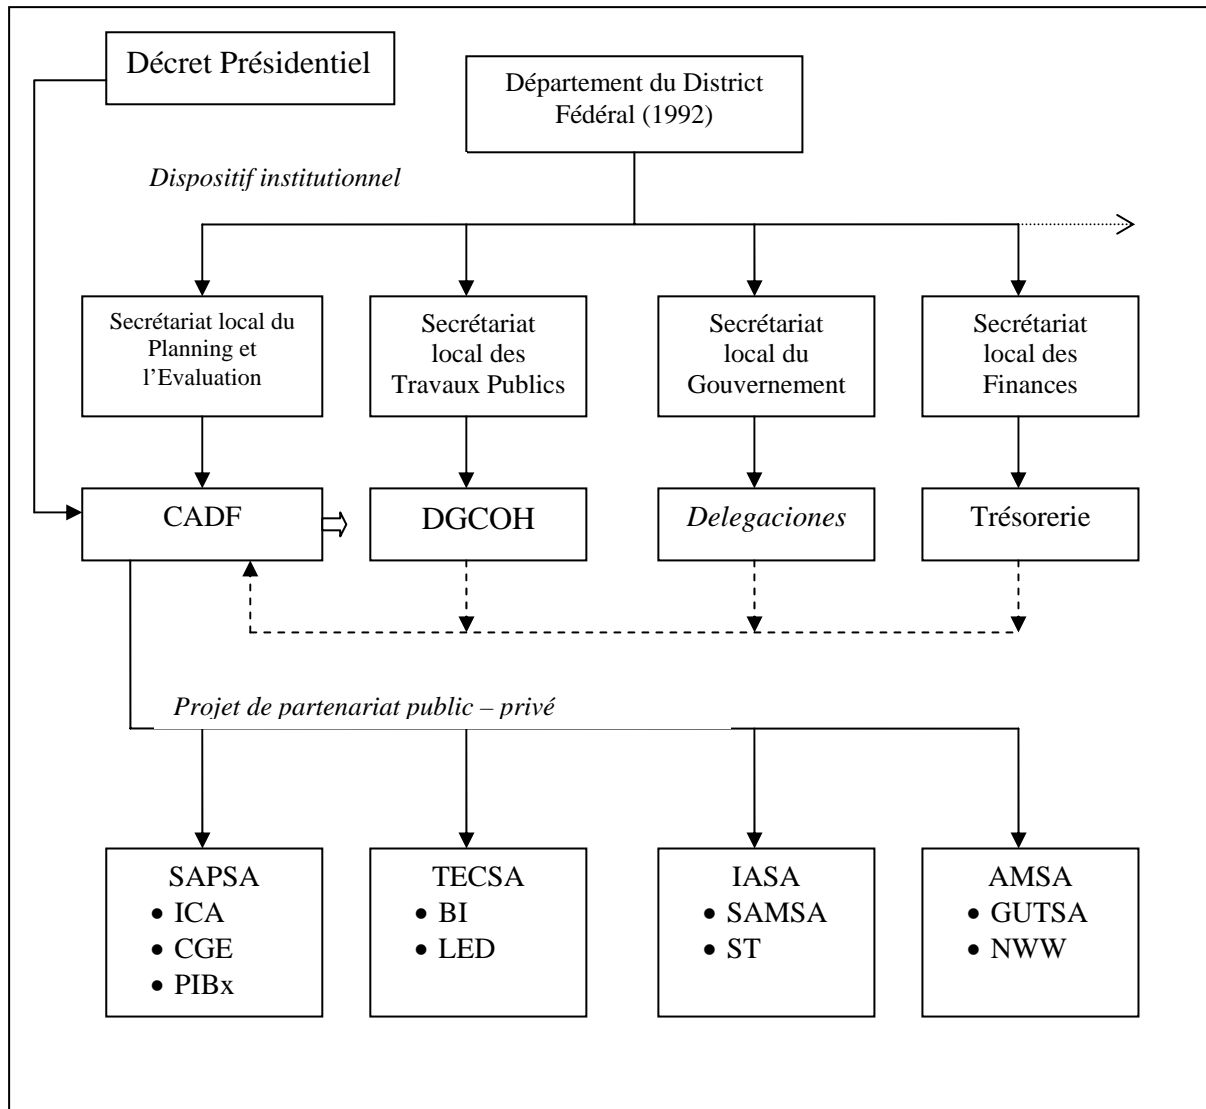 Décret Présidentiel
Département du District
Fédéral (1992)
Dispositif institutionnel
Secrétariat local du
Planning et
l’Evaluation
Secrétariat
local des
Travaux Publics
Secrétariat
local du
Gouvernement
Secrétariat
local des
Finances
CADF
DGCOH
Delegaciones
Trésorerie
Projet de partenariat public – privé
SAPSA
• ICA
• CGE
• PIBx
TECSA
• BI
• LED
IASA
• SAMSA
• ST
AMSA
• GUTSA
• NWW